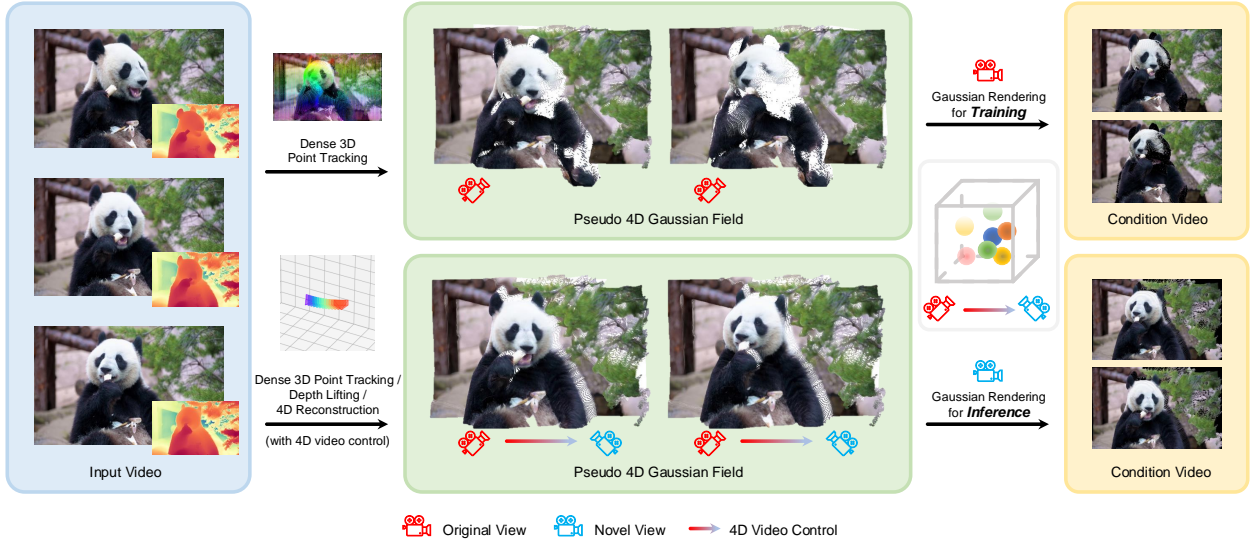 Input Video
Dense 3D
Point Tracking
Dense 3D Point Tracking /
Depth Lifting /
4D Reconstruction
(with 4D video control)
Pseudo 4D Gaussian Field
Pseudo 4D Gaussian Field
Gaussian Rendering
for Training
Gaussian Rendering
for Inference
Condition Video
Condition Video
Original View
Novel View
4D Video Control